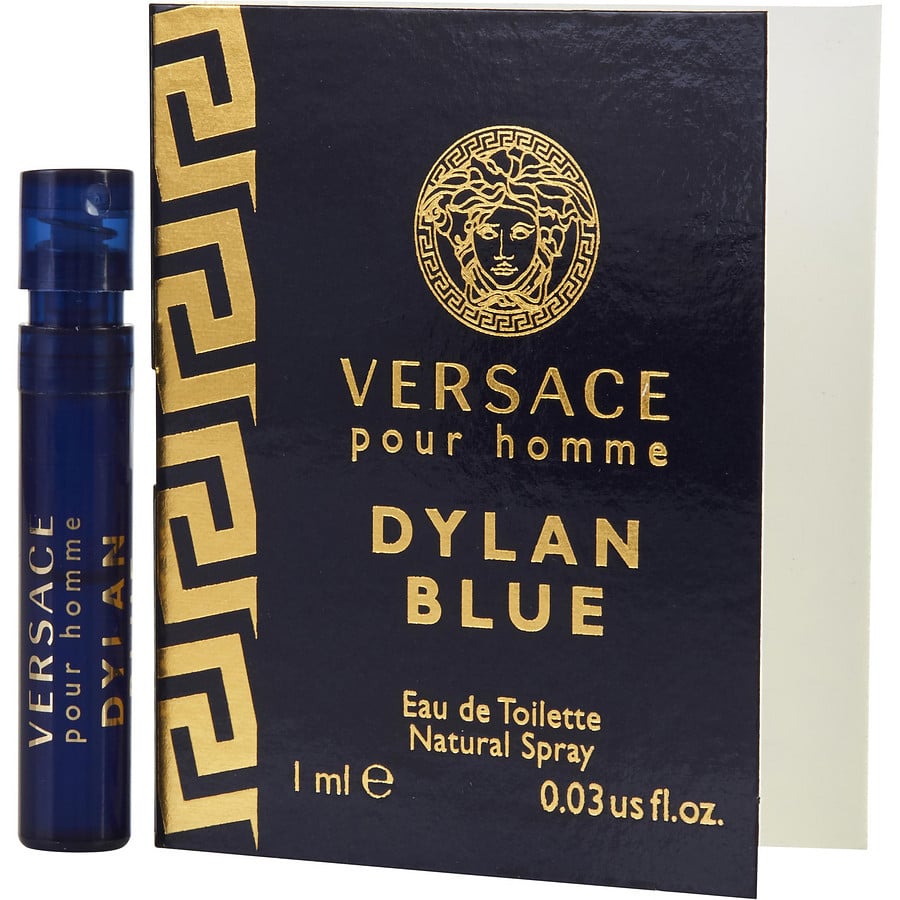 VERSACE
pour homme
DYLAN
VERSACE
pour homme
DYLAN
BLUE
Eau de Toilette
Natural Spray
1 ml e
0.03 us fl.oz.